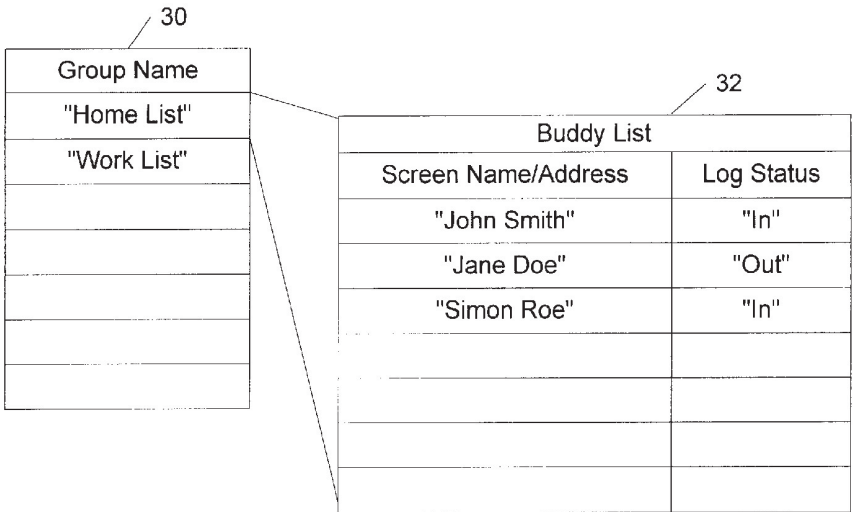 30
Group Name
"Home List"
"Work List"
32
Buddy List
Screen Name/Address Log Status
"John Smith" "In"
"Jane Doe" "Out"
"Simon Roe" "In"